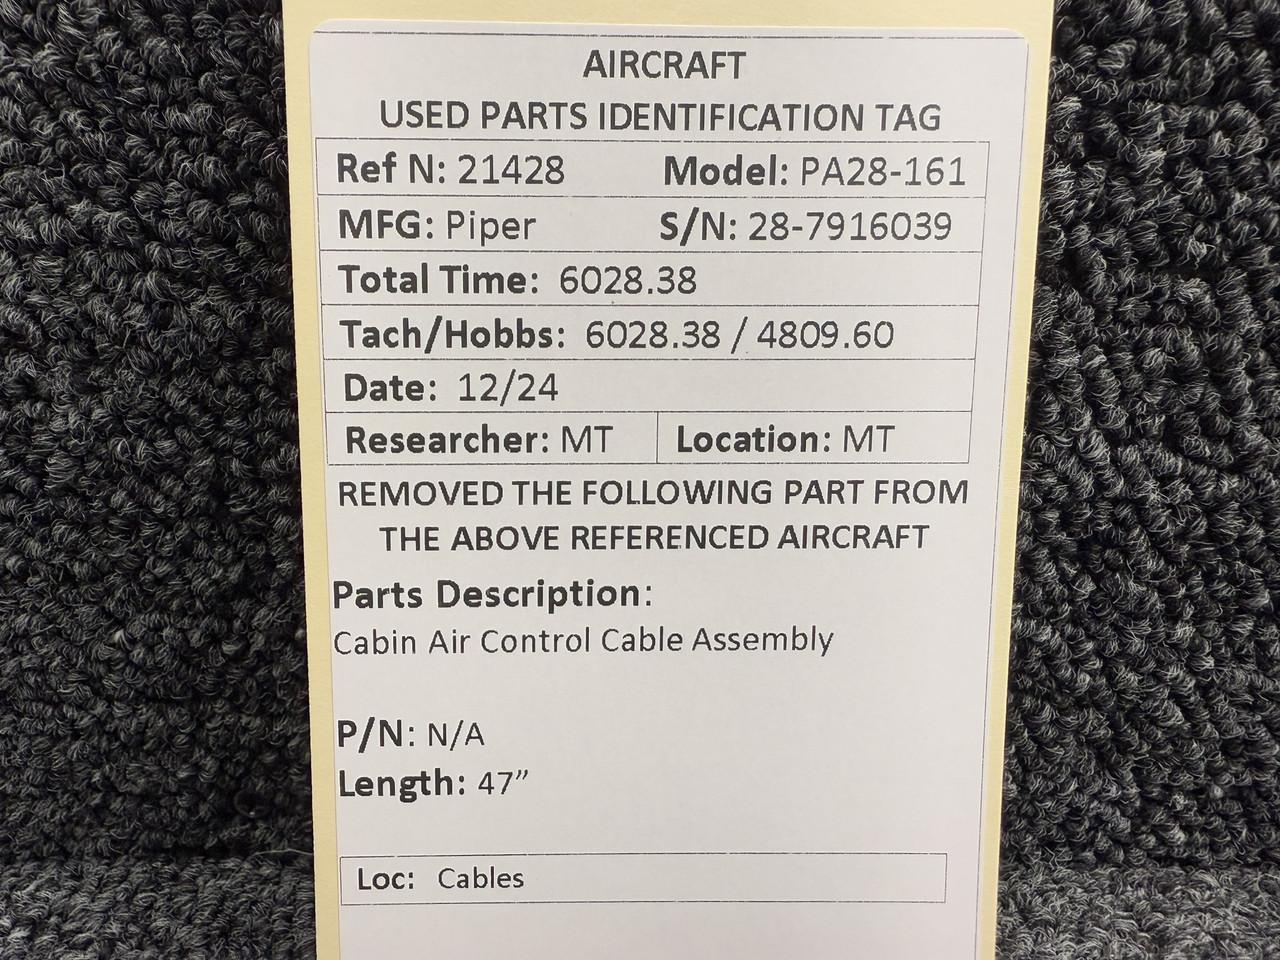 AIRCRAFT
USED PARTS IDENTIFICATION TAG
Ref N: 21428 Model: PA28-161
MFG: Piper S/N: 28-7916039
Total Time: 6028.38
Tach/Hobbs: 6028.38 / 4809.60
Date: 12/24
Researcher: MT Location: MT
REMOVED THE FOLLOWING PART FROM
THE ABOVE REFERENCED AIRCRAFT
Parts Description:
Cabin Air Control Cable Assembly
P/N: N/A
Length: 47”
Loc: Cables